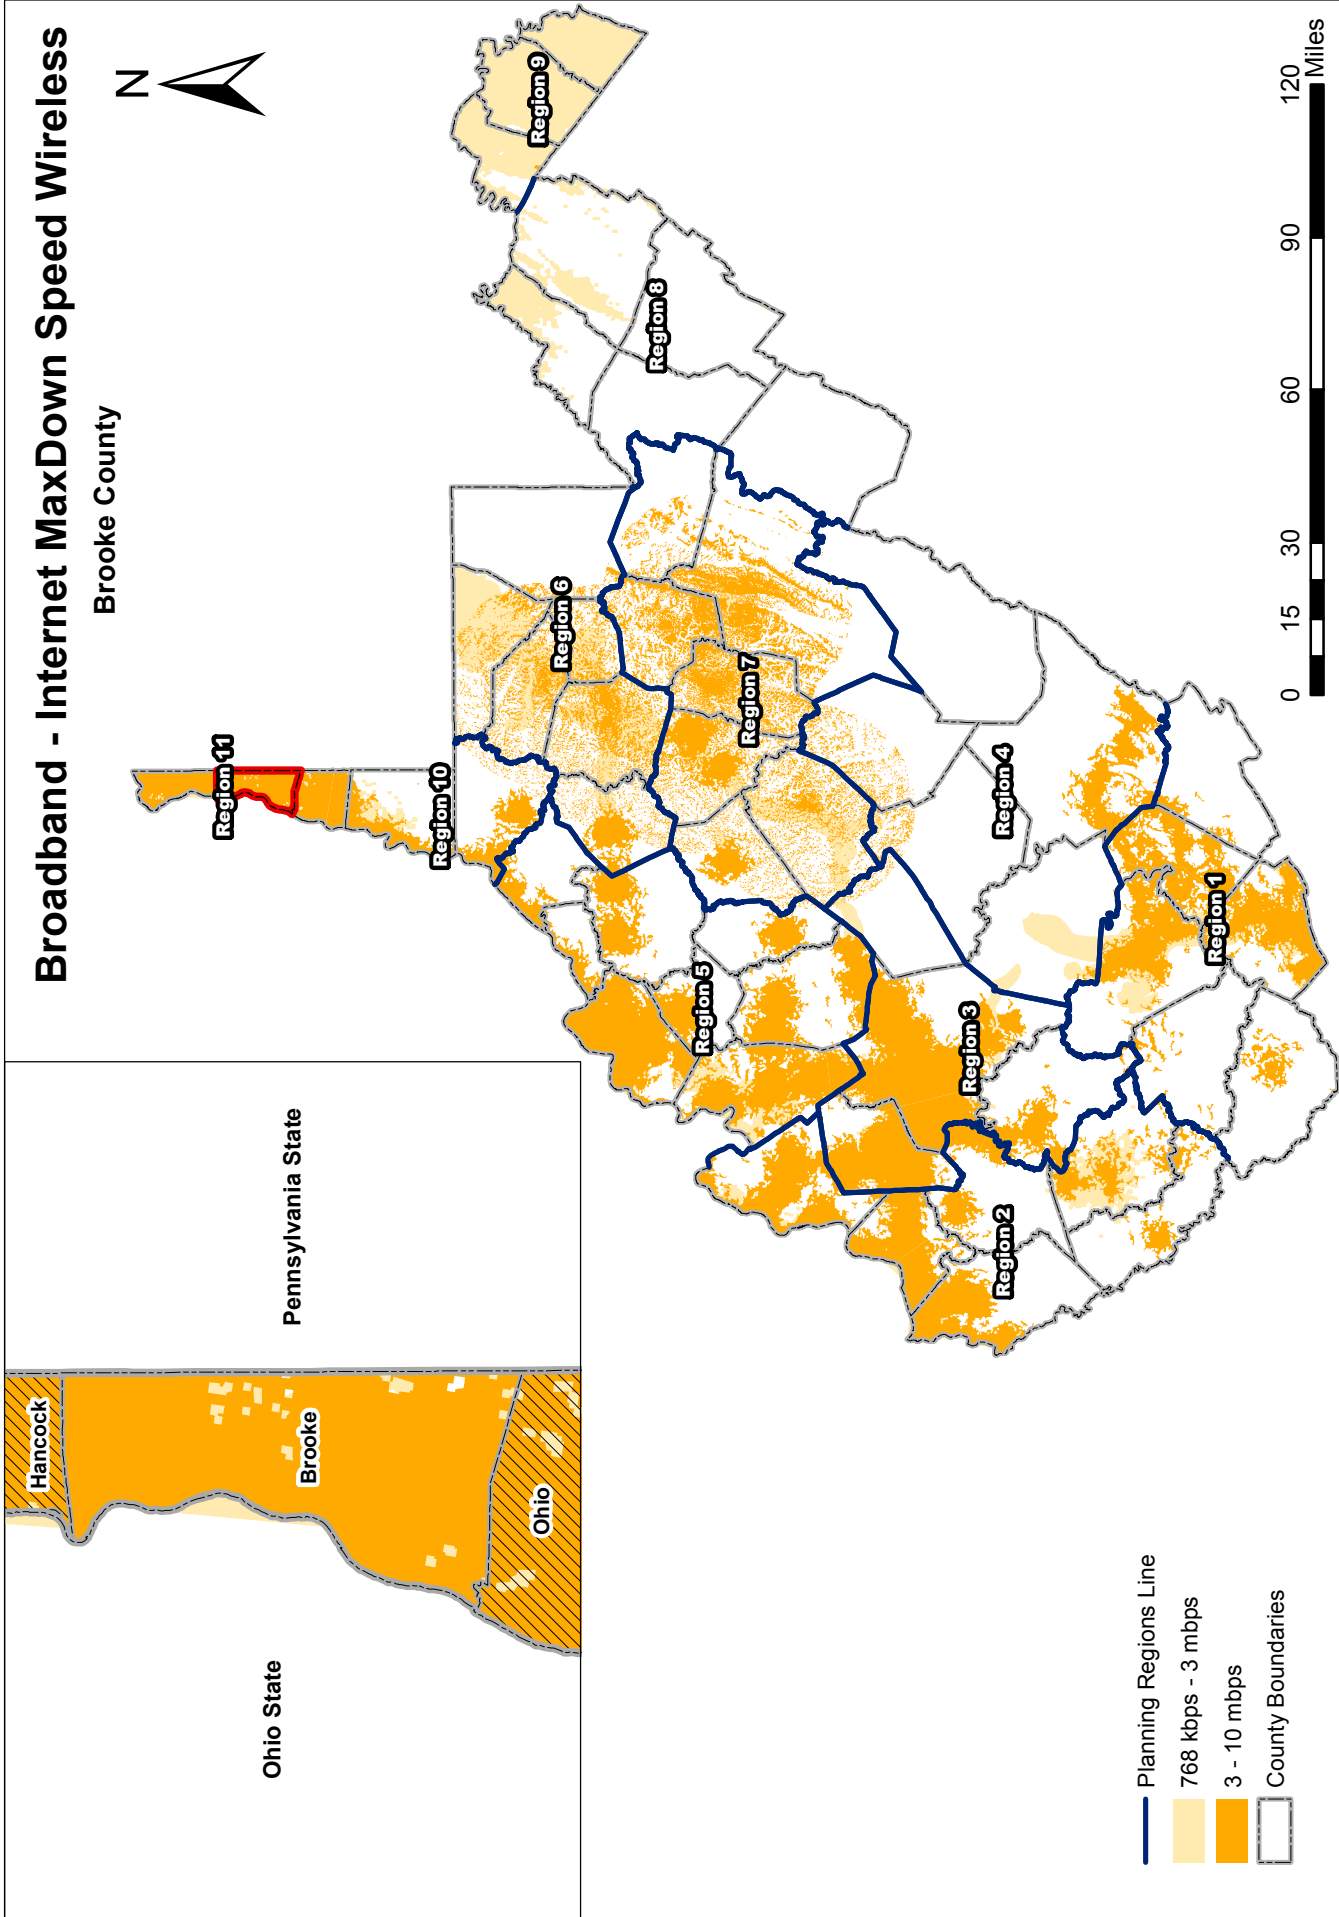 Broadband - Internet MaxDown Speed Wireless
Brooke County
N
Ohio State
Pennsylvania State
Hancock
Brooke
Ohio
Region 11
Region 10
Region 9
Region 6
Region 8
Region 5
Region 7
Region 3
Region 4
Region 2
Region 1
Planning Regions Line
768 kbps - 3 mbps
3 - 10 mbps
County Boundaries
0 15 30 60 90 120
Miles